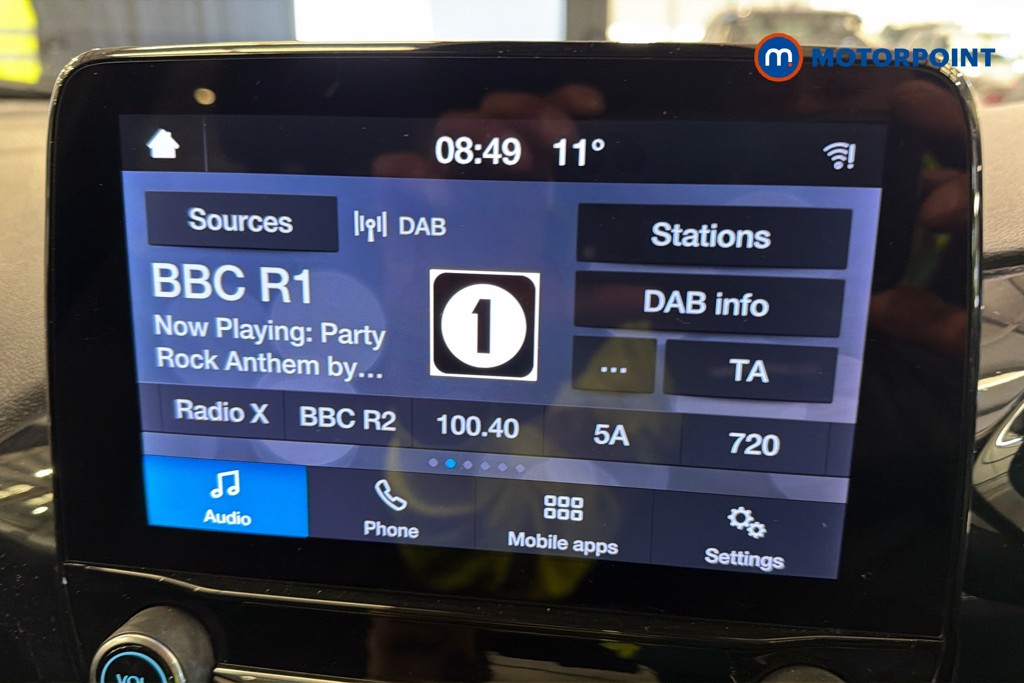 m MOTORPOINT
08:49 11°
Sources DAB Stations
BBC R1
1
DAB info
Now Playing: Party
Rock Anthem by...
... TA
Radio X BBC R2 100.40 5A 720
Audio Phone Mobile apps Settings
VOL